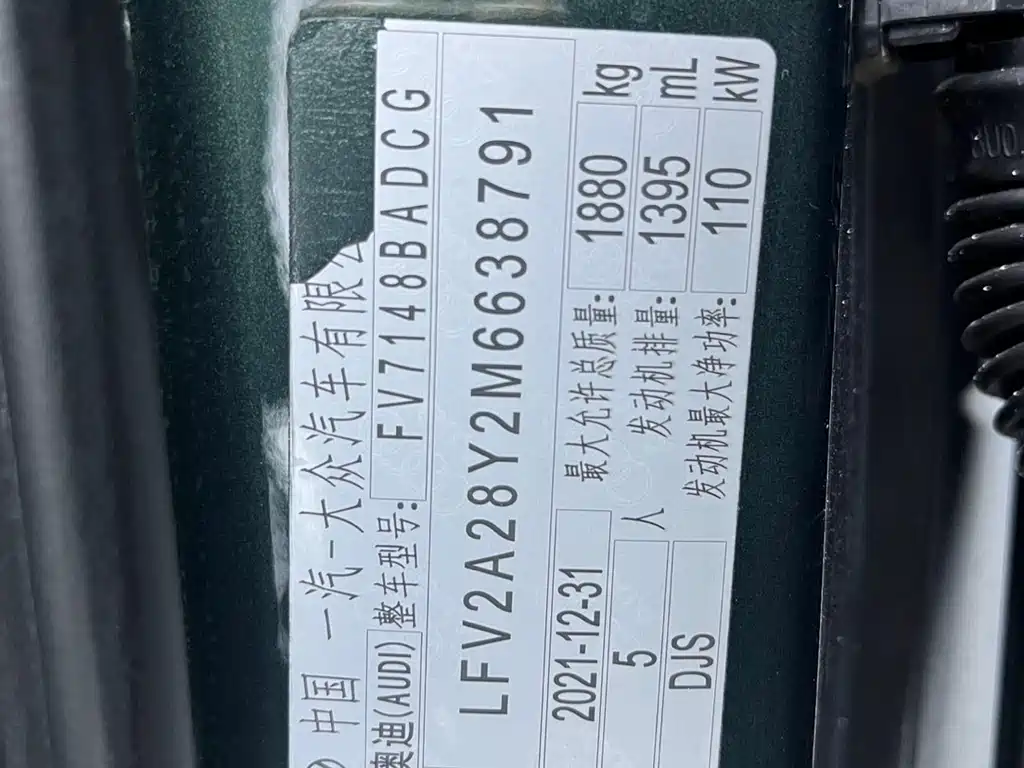 中国 一汽-大众汽车有限
奥迪(AUDI) 整车型号: FV7148BADCG
LFV2A28Y2M6638791
2021-12-31 最大允许总质量: 1880 kg
5 人 发动机排量: 1395 mL
DJS 发动机最大净功率: 110 kW
8U0